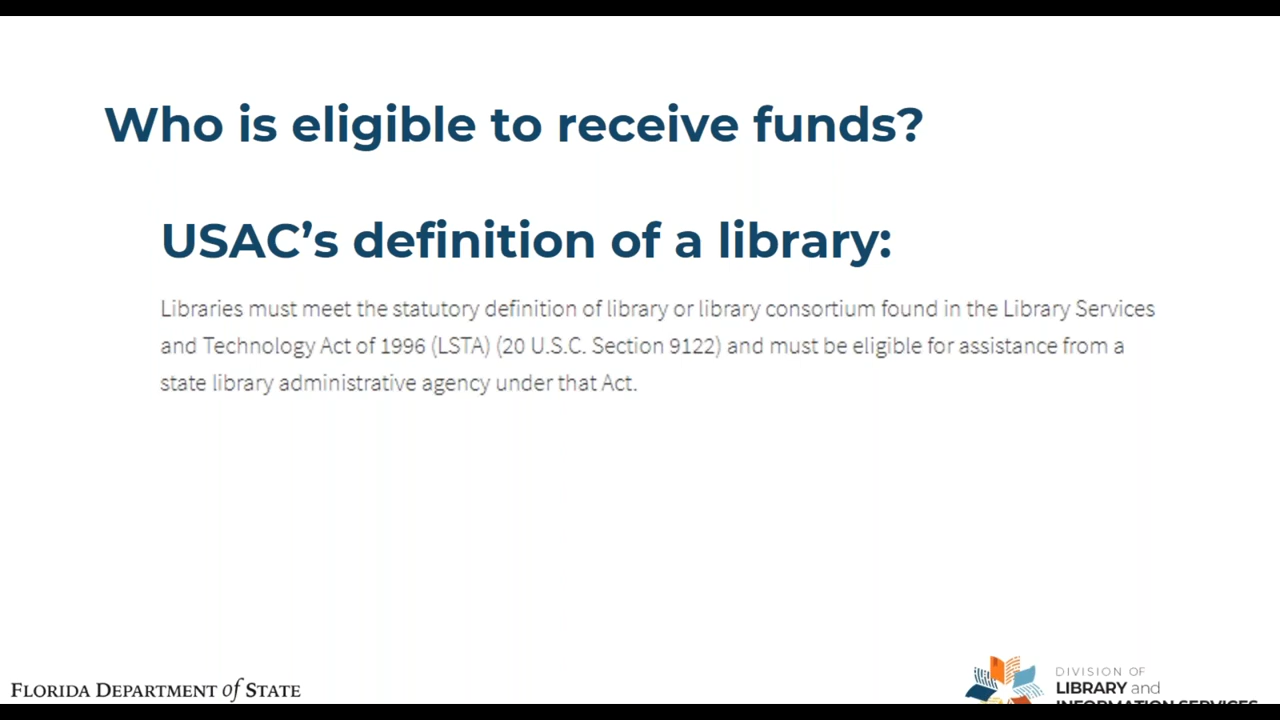 Who is eligible to receive funds?
USAC’s definition of a library:
Libraries must meet the statutory definition of library or library consortium found in the Library Services
and Technology Act of 1996 (LSTA) (20 U.S.C. Section 9122) and must be eligible for assistance from a
state library administrative agency under that Act.
FLORIDA DEPARTMENT of STATE
DIVISION OF
LIBRARY and
INFORMATION SERVICES